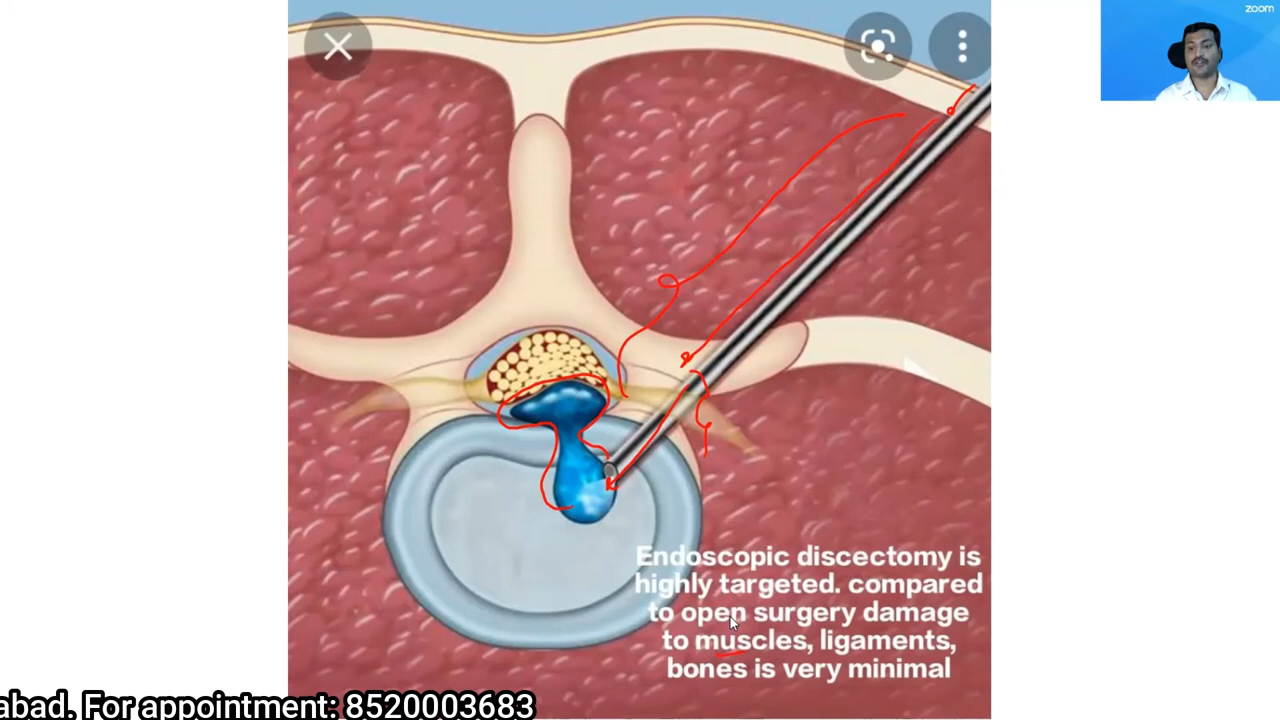 zoom
Endoscopic discectomy is
highly targeted. compared
to open surgery damage
to muscles, ligaments,
bones is very minimal
abad. For appointment: 8520003683